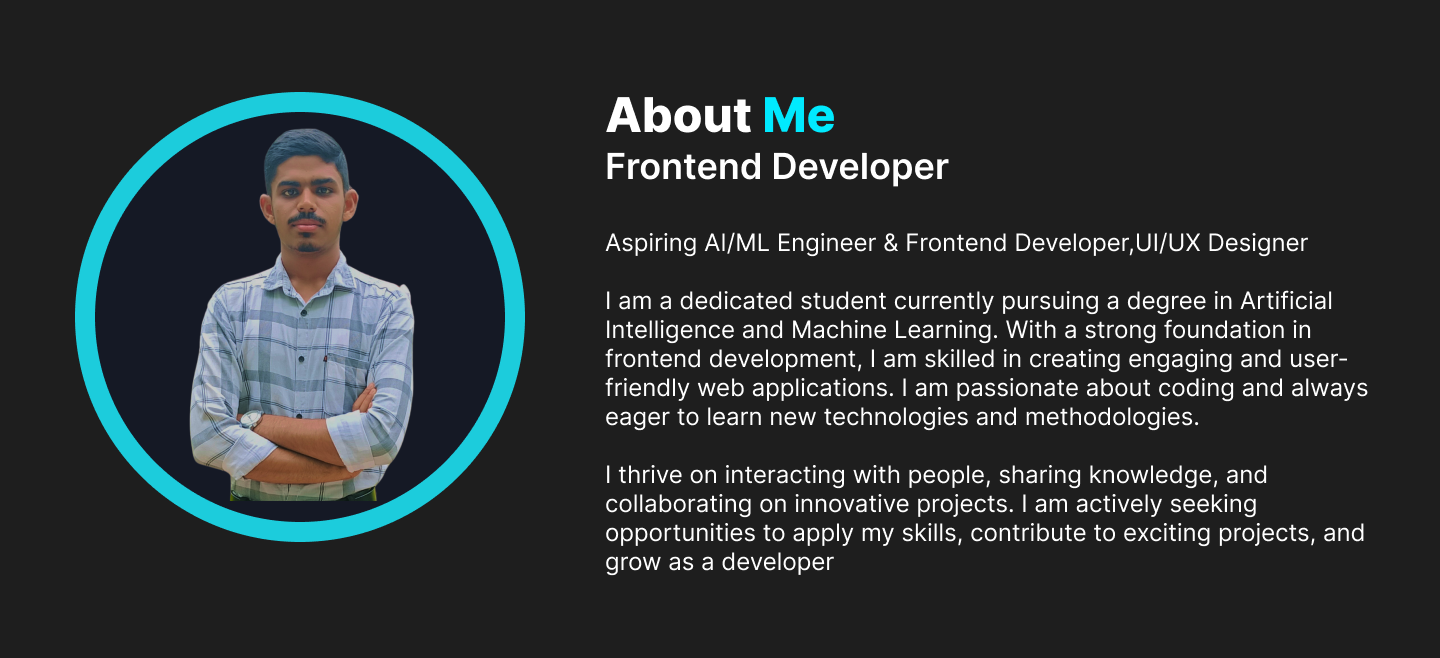 About Me
Frontend Developer
Aspiring AI/ML Engineer & Frontend Developer,UI/UX Designer
I am a dedicated student currently pursuing a degree in Artificial
Intelligence and Machine Learning. With a strong foundation in
frontend development, I am skilled in creating engaging and user-
friendly web applications. I am passionate about coding and always
eager to learn new technologies and methodologies.
I thrive on interacting with people, sharing knowledge, and
collaborating on innovative projects. I am actively seeking
opportunities to apply my skills, contribute to exciting projects, and
grow as a developer